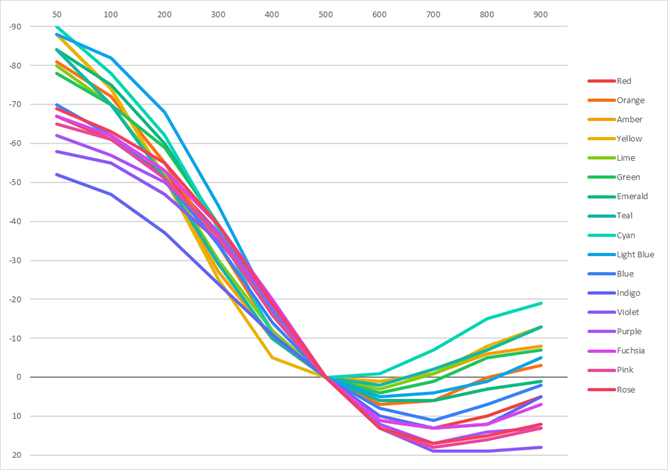 50 100 200 300 400 500 600 700 800 900
-90
-80
-70
-60
-50
-40
-30
-20
-10
0
10
20
Red
Orange
Amber
Yellow
Lime
Green
Emerald
Teal
Cyan
Light Blue
Blue
Indigo
Violet
Purple
Fuchsia
Pink
Rose